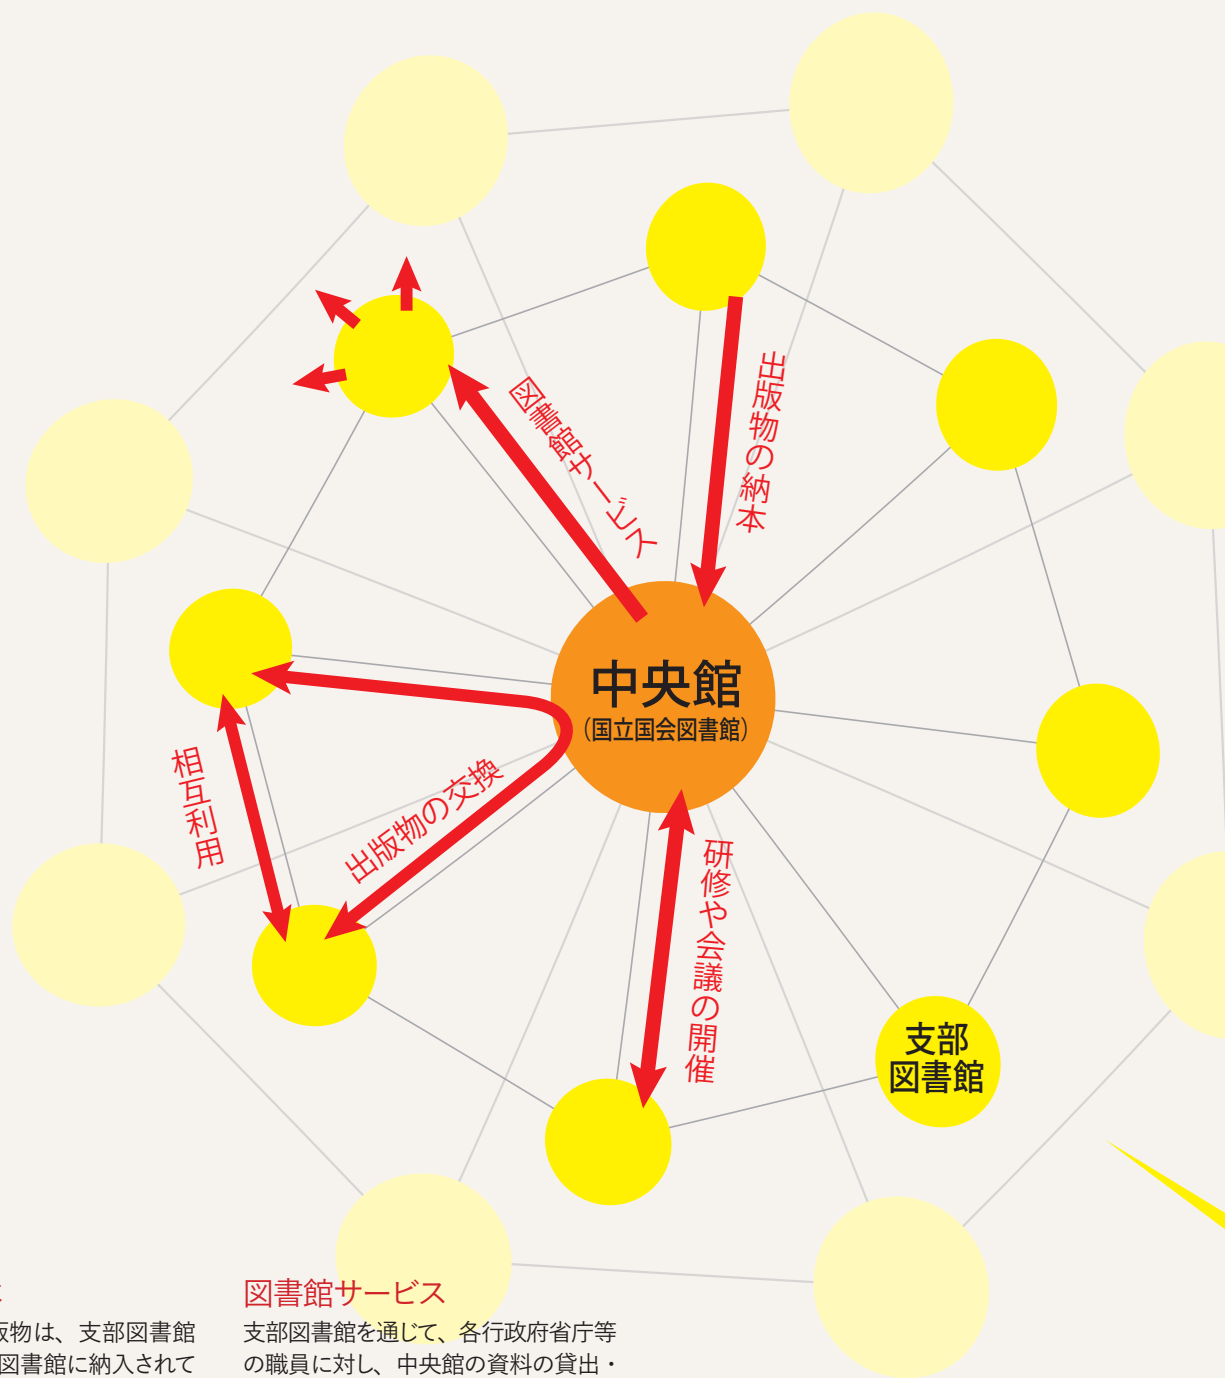 図書館サービス
出版物の納本
中央館
（国立国会図書館）
相互利用
出版物の交換
研修や会議の開催
支部
図書館
版物は、支部図書館
図書館に納入されて
図書館サービス
支部図書館を通じて、各行政府省庁等
の職員に対し、中央館の資料の貸出・